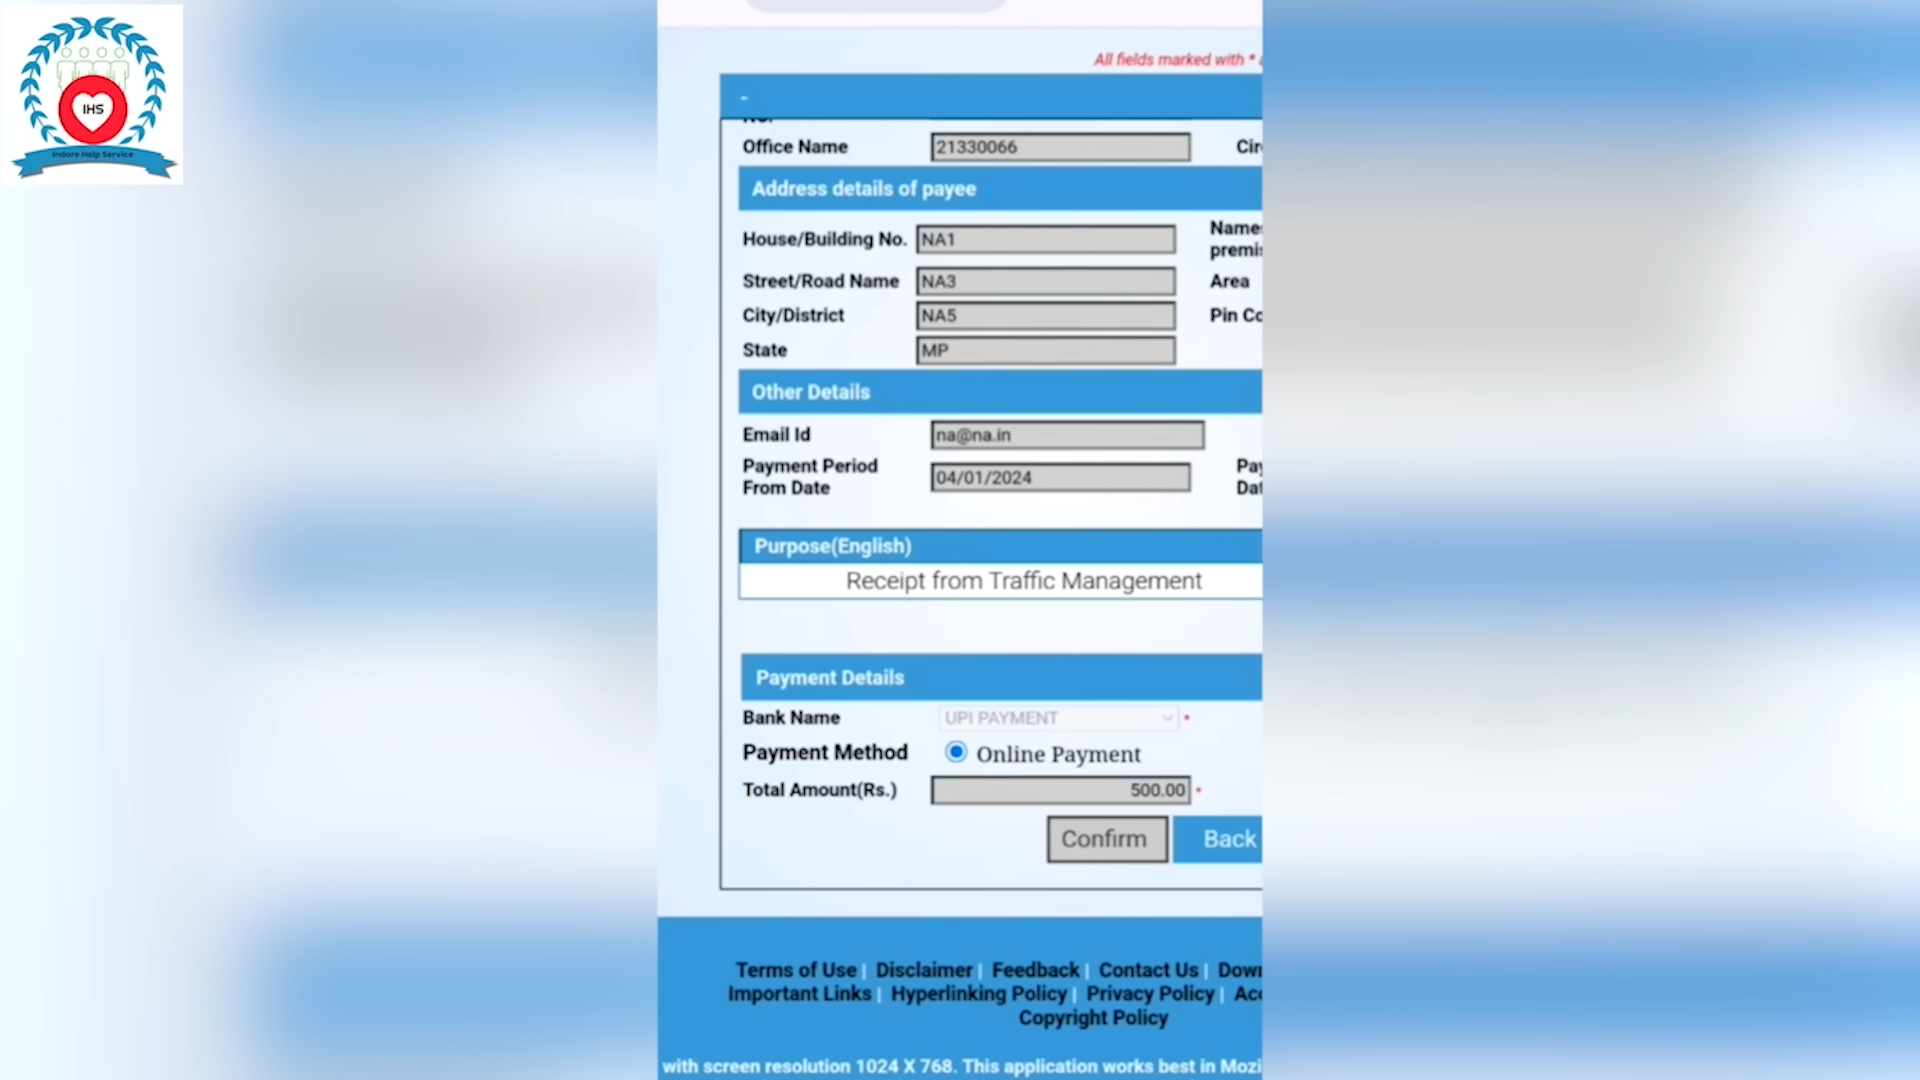 IHS
Indore Help Service
All fields marked with *
-
Office Name 21330066
Address details of payee
House/Building No. NA1
Street/Road Name NA3 Area
City/District NA5
State MP
Other Details
Email Id na@na.in
Payment Period
From Date 04/01/2024
Purpose(English)
Receipt from Traffic Management
Payment Details
Bank Name UPI PAYMENT *
Payment Method Online Payment
Total Amount(Rs.) 500.00 *
Confirm Back
Terms of Use | Disclaimer | Feedback | Contact Us |
Important Links | Hyperlinking Policy | Privacy Policy |
Copyright Policy
with screen resolution 1024 X 768. This application works best in